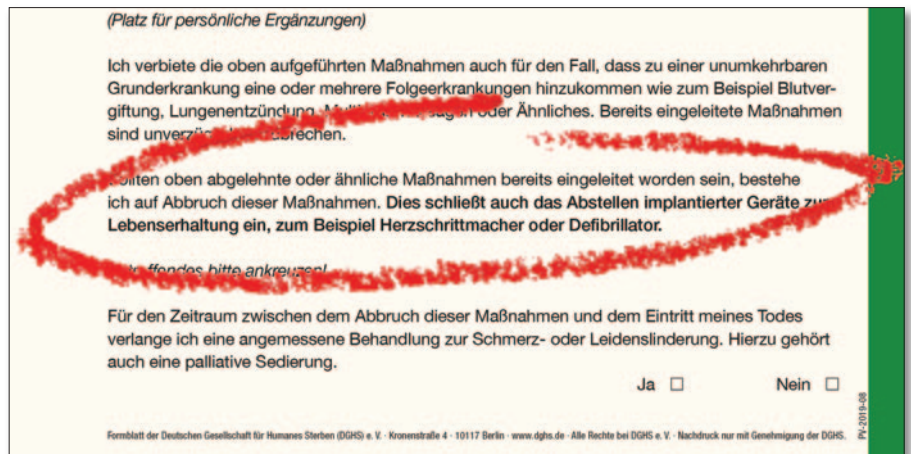 (Platz für persönliche Ergänzungen)
Ich verbiete die oben aufgeführten Maßnahmen auch für den Fall, dass zu einer unumkehrbaren
Grunderkrankung eine oder mehrere Folgeerkrankungen hinzukommen wie zum Beispiel Blutver-
giftung, Lungenentzündung, oder Ähnliches. Bereits eingeleitete Maßnahmen
sind
Sollten oben abgelehnte oder ähnliche Maßnahmen bereits eingeleitet worden sein, bestehe
ich auf Abbruch dieser Maßnahmen. Dies schließt auch das Abstellen implantierter Geräte zur
Lebenserhaltung ein, zum Beispiel Herzschrittmacher oder Defibrillator.
bitte ankreuzen!
Für den Zeitraum zwischen dem Abbruch dieser Maßnahmen und dem Eintritt meines Todes
verlange ich eine angemessene Behandlung zur Schmerz- oder Leidenslinderung. Hierzu gehört
auch eine palliative Sedierung.
Ja ☐ Nein ☐
Formblatt der Deutschen Gesellschaft für Humanes Sterben (DGHS) e. V. · Kronenstraße 4 · 10117 Berlin · www.dghs.de · Alle Rechte bei DGHS e. V. · Nachdruck nur mit Genehmigung der DGHS.
PV-2019-08